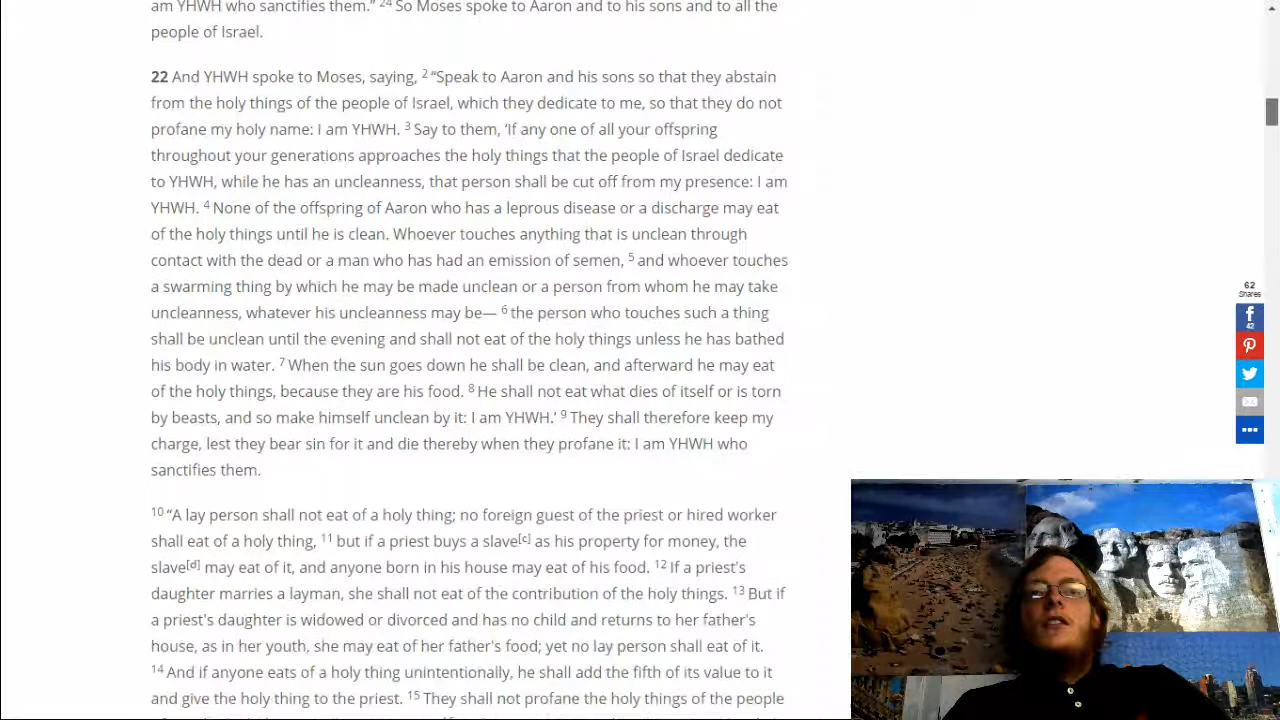 am YHWH who sanctifies them.” 24 So Moses spoke to Aaron and to his sons and to all the
people of Israel.
22 And YHWH spoke to Moses, saying, 2 “Speak to Aaron and his sons so that they abstain
from the holy things of the people of Israel, which they dedicate to me, so that they do not
profane my holy name: I am YHWH. 3 Say to them, ‘If any one of all your offspring
throughout your generations approaches the holy things that the people of Israel dedicate
to YHWH, while he has an uncleanness, that person shall be cut off from my presence: I am
YHWH. 4 None of the offspring of Aaron who has a leprous disease or a discharge may eat
of the holy things until he is clean. Whoever touches anything that is unclean through
contact with the dead or a man who has had an emission of semen, 5 and whoever touches
a swarming thing by which he may be made unclean or a person from whom he may take
uncleanness, whatever his uncleanness may be— 6 the person who touches such a thing
shall be unclean until the evening and shall not eat of the holy things unless he has bathed
his body in water. 7 When the sun goes down he shall be clean, and afterward he may eat
of the holy things, because they are his food. 8 He shall not eat what dies of itself or is torn
by beasts, and so make himself unclean by it: I am YHWH.’ 9 They shall therefore keep my
charge, lest they bear sin for it and die thereby when they profane it: I am YHWH who
sanctifies them.
10 “A lay person shall not eat of a holy thing; no foreign guest of the priest or hired worker
shall eat of a holy thing, 11 but if a priest buys a slave[c] as his property for money, the
slave[d] may eat of it, and anyone born in his house may eat of his food. 12 If a priest's
daughter marries a layman, she shall not eat of the contribution of the holy things. 13 But if
a priest's daughter is widowed or divorced and has no child and returns to her father's
house, as in her youth, she may eat of her father's food; yet no lay person shall eat of it.
14 And if anyone eats of a holy thing unintentionally, he shall add the fifth of its value to it
and give the holy thing to the priest. 15 They shall not profane the holy things of the people
62
Shares
42